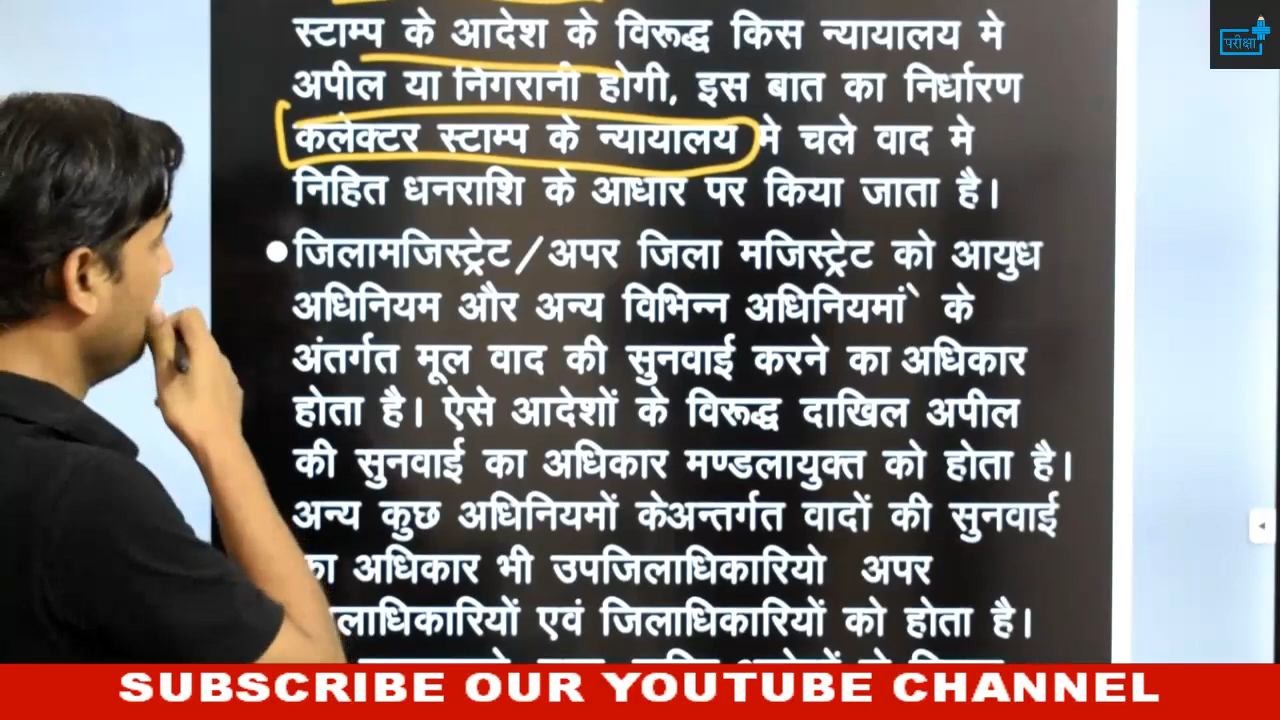 परीक्षा
स्टाम्प के आदेश के विरूद्ध किस न्यायालय मे
अपील या निगरानी होगी, इस बात का निर्धारण
कलेक्टर स्टाम्प के न्यायालय मे चले वाद मे
निहित धनराशि के आधार पर किया जाता है।
●जिलामजिस्ट्रेट/अपर जिला मजिस्ट्रेट को आयुध
अधिनियम और अन्य विभिन्न अधिनियमां` के
अंतर्गत मूल वाद की सुनवाई करने का अधिकार
होता है। ऐसे आदेशों के विरूद्ध दाखिल अपील
की सुनवाई का अधिकार मण्डलायुक्त को होता है।
अन्य कुछ अधिनियमों केअन्तर्गत वादों की सुनवाई
अधिकार भी उपजिलाधिकारियो अपर
एवं जिलाधिकारियों को होता है।
SUBSCRIBE OUR YOUTUBE CHANNEL